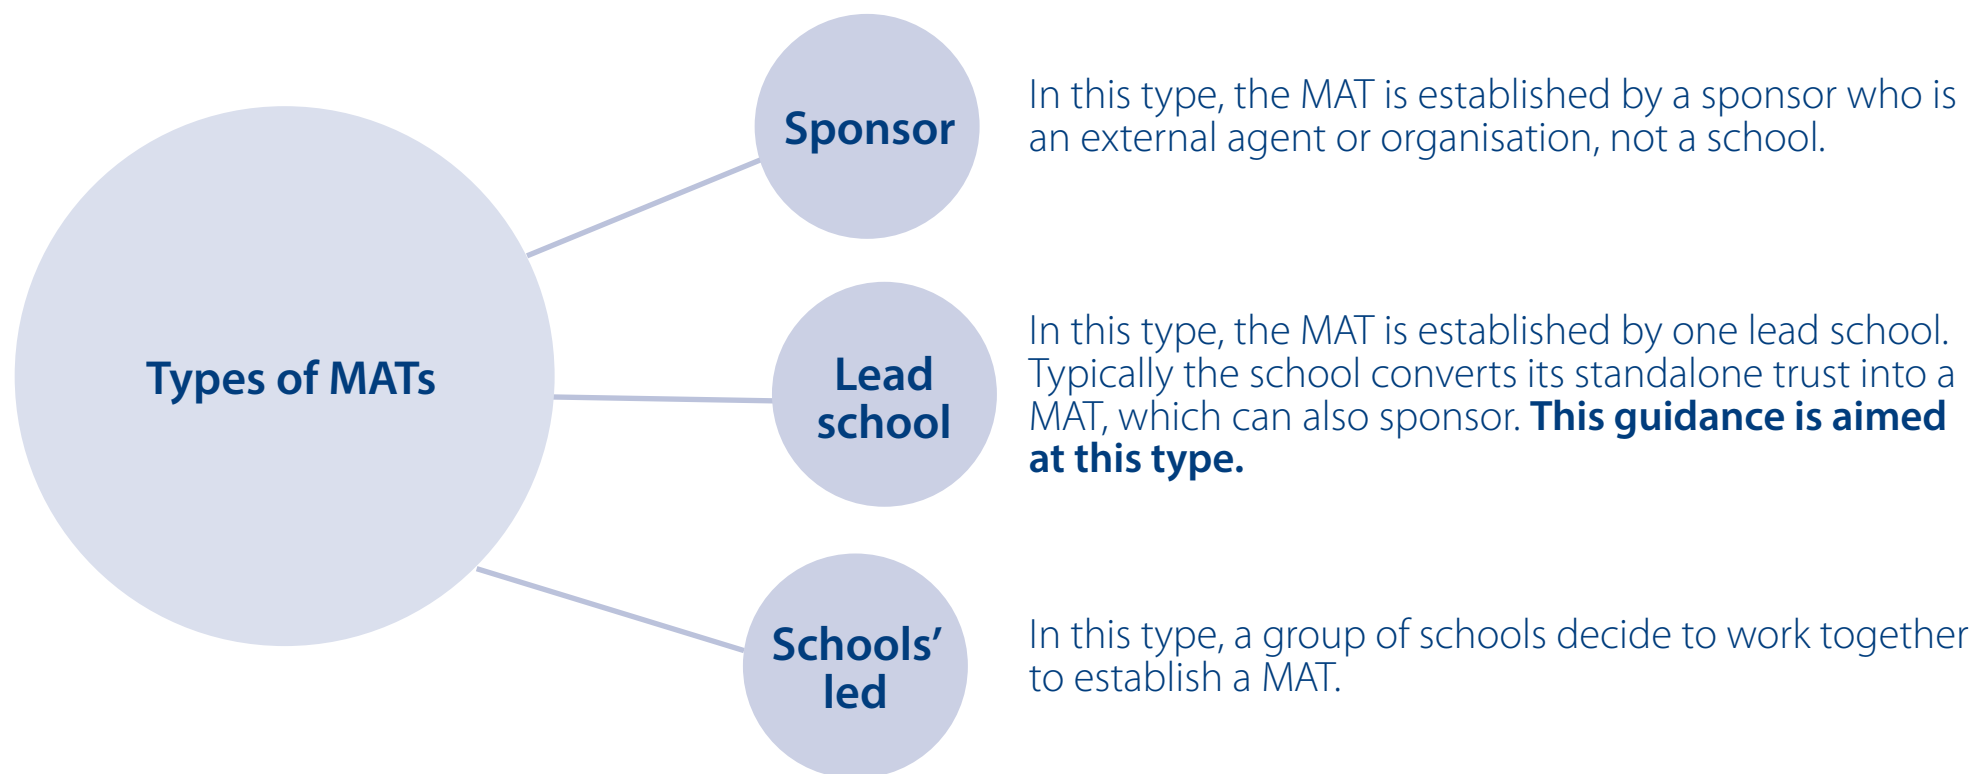 Types of MATs
Sponsor
In this type, the MAT is established by a sponsor who is
an external agent or organisation, not a school.
Lead
school
In this type, the MAT is established by one lead school.
Typically the school converts its standalone trust into a
MAT, which can also sponsor. This guidance is aimed
at this type.
Schools’
led
In this type, a group of schools decide to work together
to establish a MAT.